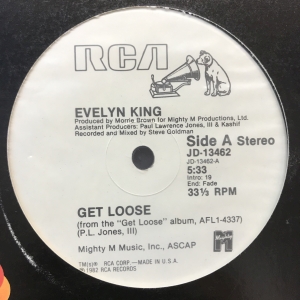 RCA
EVELYN KING
Produced by Morrie Brown for Mighty M Productions, Ltd.
Assistant Producers: Paul Lawrence Jones, III & Kashif
Recorded and Mixed by Steve Goldman
Side A Stereo
JD-13462
JD-13462-A
5:33
Intro: 19
End: Fade
33⅓ RPM
GET LOOSE
(from the "Get Loose" album, AFL1-4337)
(P.L. Jones, III)
Mighty M Music, Inc., ASCAP
TM(s)® RCA CORP.—MADE IN U.S.A.
℗ 1982 RCA RECORDS